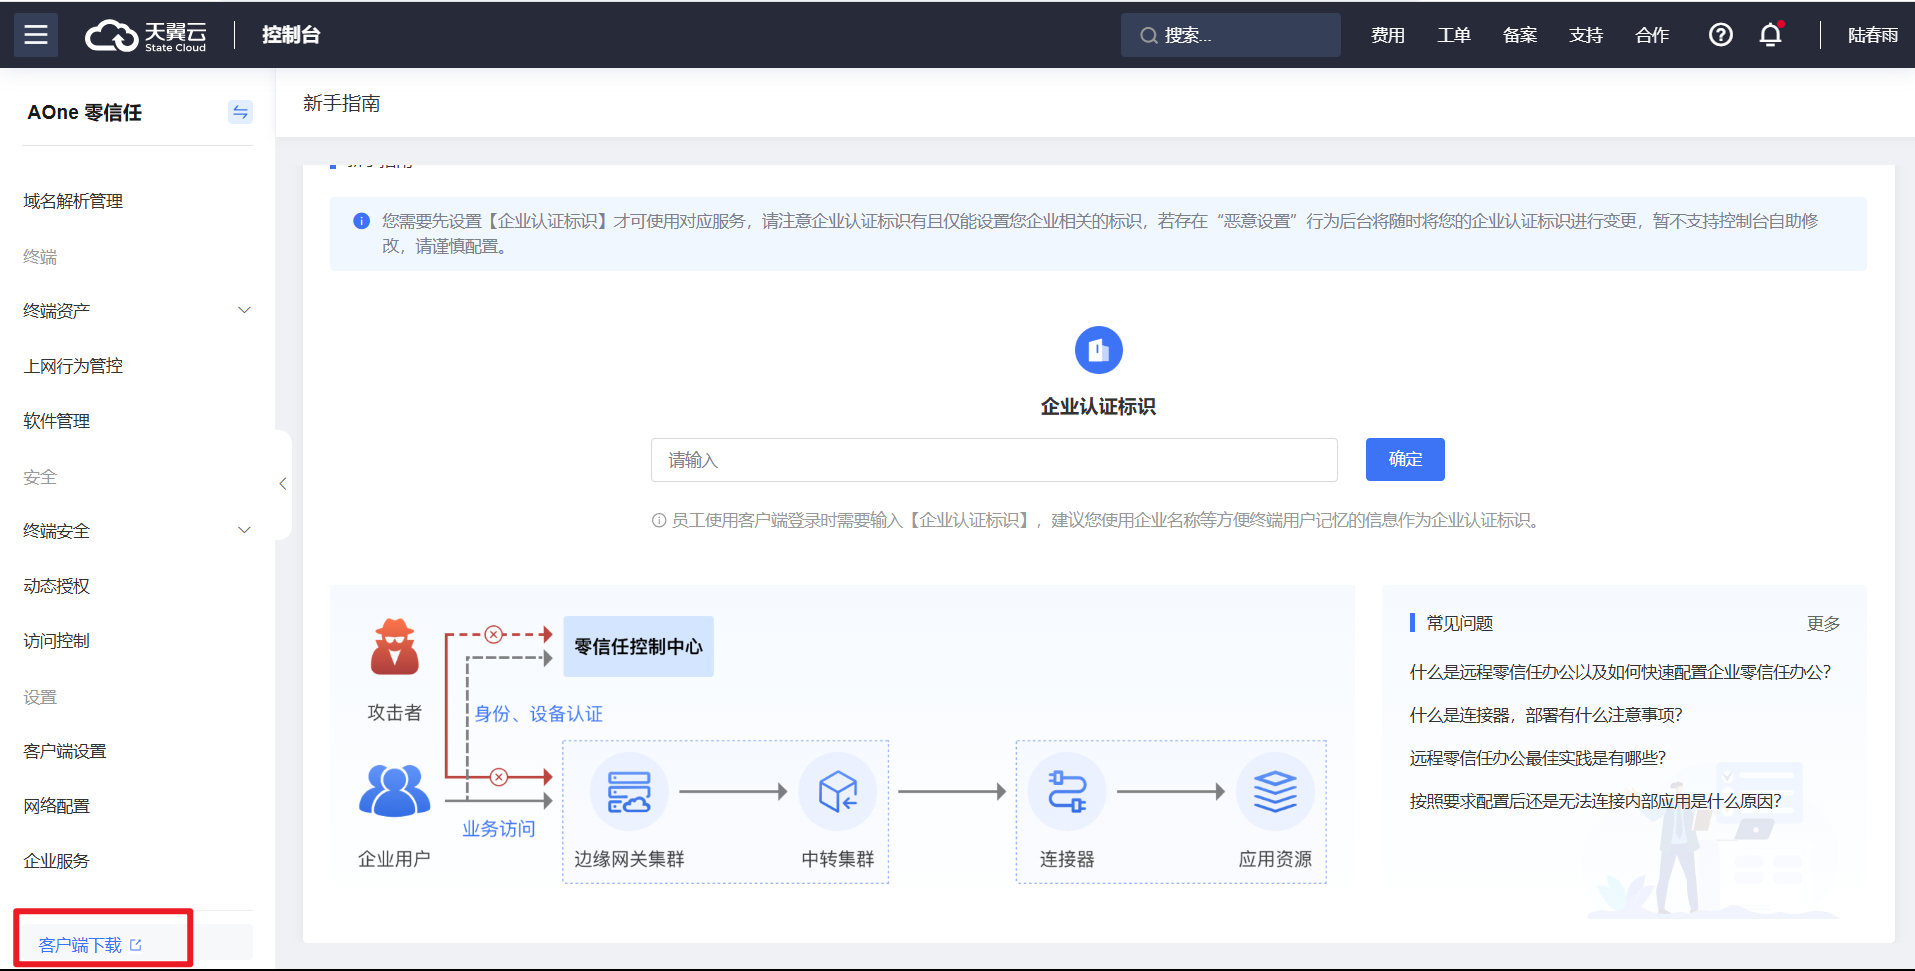 天翼云
State Cloud
控制台
搜索...
费用
工单
备案
支持
合作
陆春雨
AOne 零信任
新手指南
域名解析管理
终端
终端资产
上网行为管控
软件管理
安全
终端安全
动态授权
访问控制
设置
客户端设置
网络配置
企业服务
客户端下载
您需要先设置【企业认证标识】才可使用对应服务，请注意企业认证标识有且仅能设置您企业相关的标识，若存在“恶意设置”行为后台将随时将您的企业认证标识进行变更，暂不支持控制台自助修
改，请谨慎配置。
企业认证标识
请输入
确定
员工使用客户端登录时需要输入【企业认证标识】，建议您使用企业名称等方便终端用户记忆的信息作为企业认证标识。
零信任控制中心
攻击者
身份、设备认证
业务访问
企业用户
边缘网关集群
中转集群
连接器
应用资源
常见问题
更多
什么是远程零信任办公以及如何快速配置企业零信任办公?
什么是连接器，部署有什么注意事项?
远程零信任办公最佳实践是有哪些?
按照要求配置后还是无法连接内部应用是什么原因?